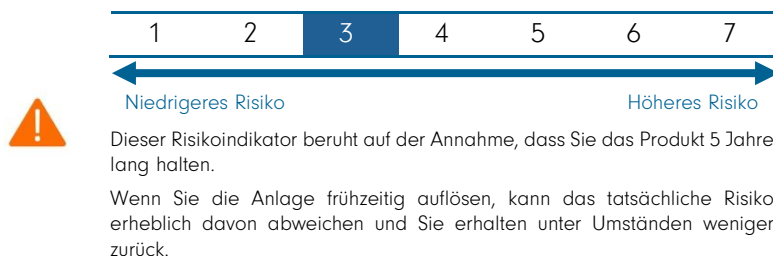 1 2 3 4 5 6 7
Niedrigeres Risiko Höheres Risiko
Dieser Risikoindikator beruht auf der Annahme, dass Sie das Produkt 5 Jahre
lang halten.
Wenn Sie die Anlage frühzeitig auflösen, kann das tatsächliche Risiko
erheblich davon abweichen und Sie erhalten unter Umständen weniger
zurück.